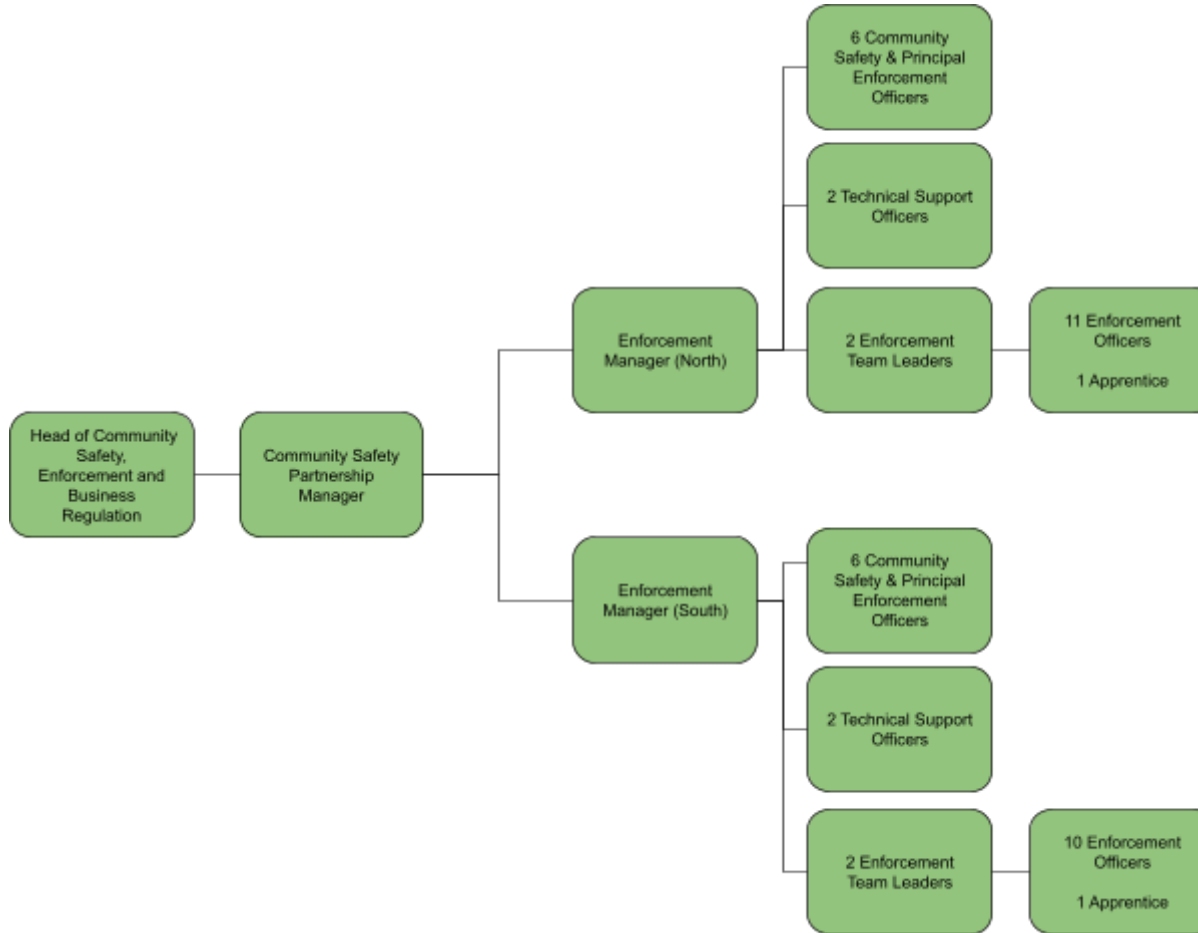 6 Community
Safety & Principal
Enforcement
Officers
2 Technical Support
Officers
Enforcement
Manager (North)
2 Enforcement
Team Leaders
11 Enforcement
Officers
1 Apprentice
Head of Community
Safety,
Enforcement and
Business
Regulation
Community Safety
Partnership
Manager
Enforcement
Manager (South)
6 Community
Safety & Principal
Enforcement
Officers
2 Technical Support
Officers
2 Enforcement
Team Leaders
10 Enforcement
Officers
1 Apprentice